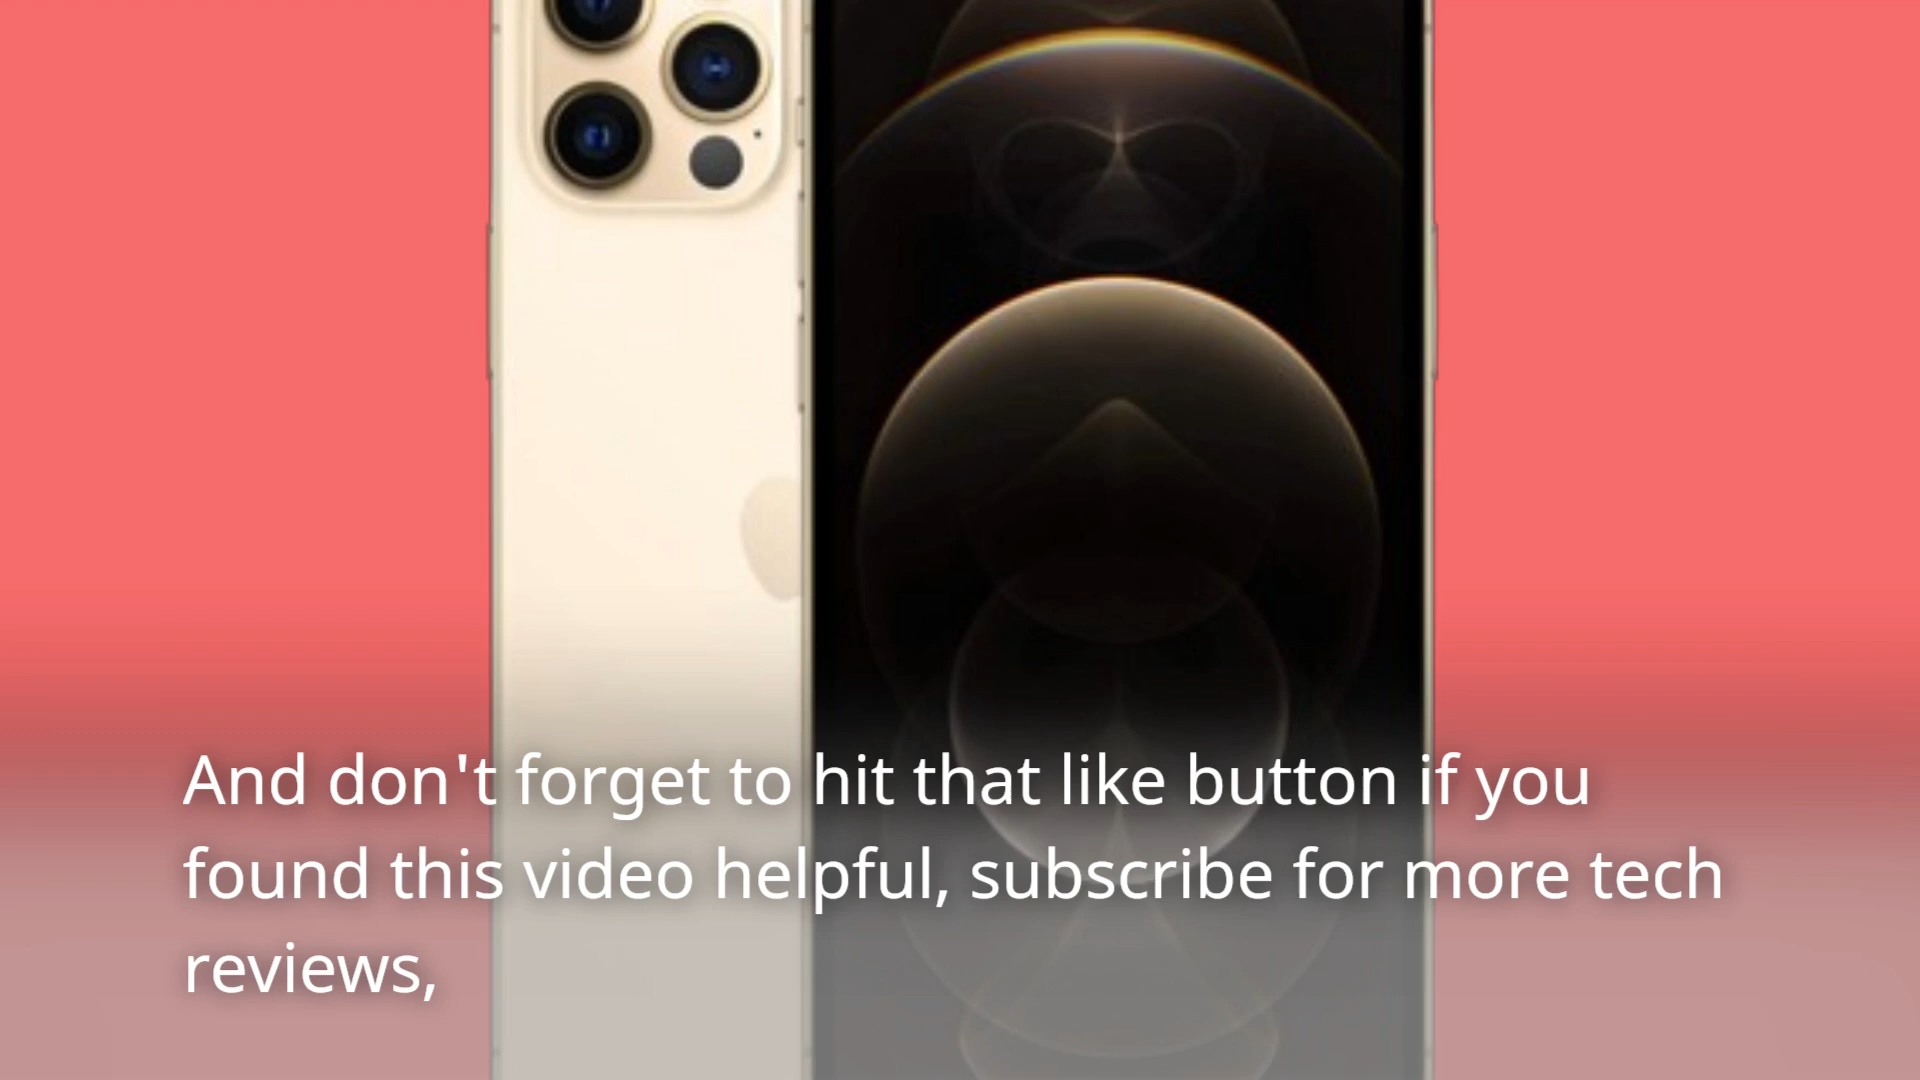 And don't forget to hit that like button if you
found this video helpful, subscribe for more tech
reviews,